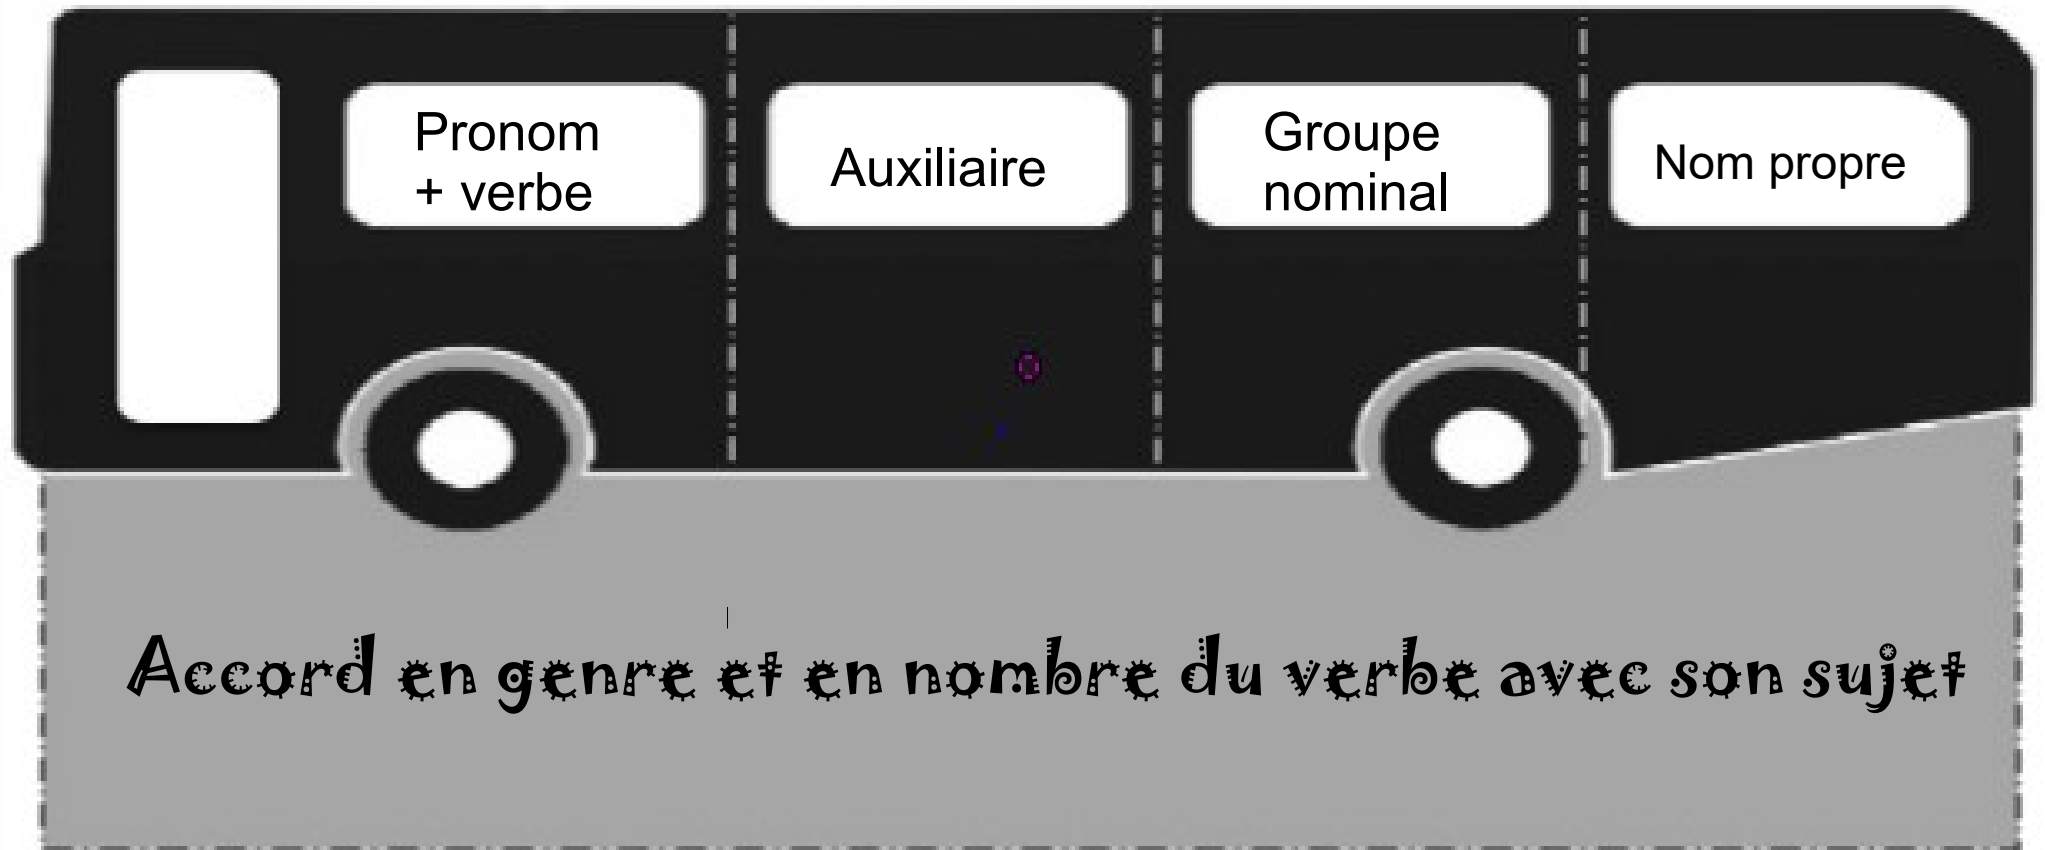 Pronom
+ verbe
Auxiliaire
Groupe
nominal
Nom propre
Accord en genre et en nombre du verbe avec son sujet